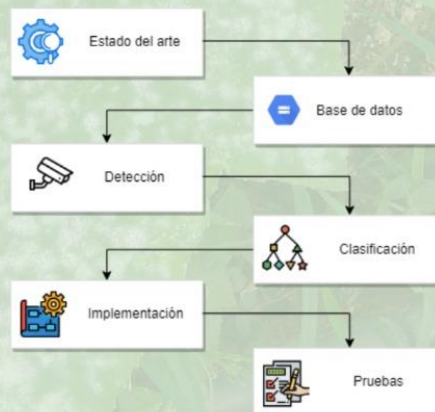 Estado del arte
Base de datos
Detección
Clasificación
Implementación
Pruebas